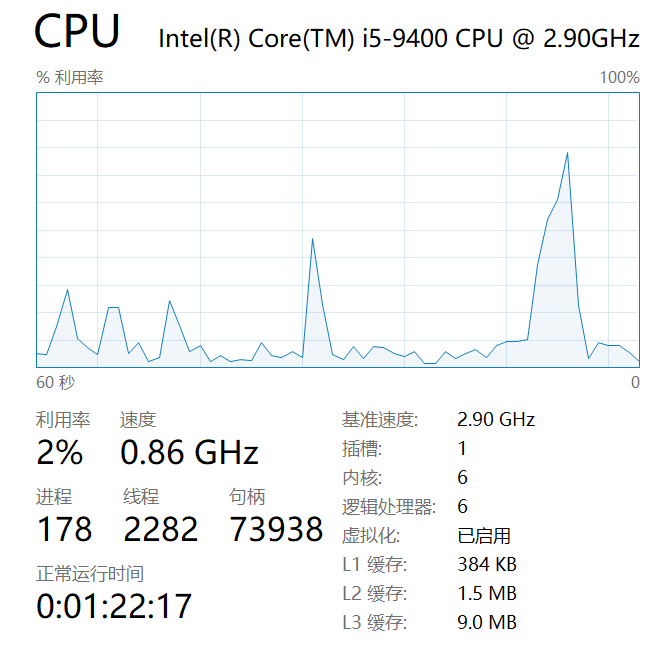 CPU Intel(R) Core(TM) i5-9400 CPU @ 2.90GHz
% 利用率 100%
60 秒 0
利用率 速度
2% 0.86 GHz
进程 线程 句柄
178 2282 73938
正常运行时间
0:01:22:17
基准速度: 2.90 GHz
插槽: 1
内核: 6
逻辑处理器: 6
虚拟化: 已启用
L1 缓存: 384 KB
L2 缓存: 1.5 MB
L3 缓存: 9.0 MB